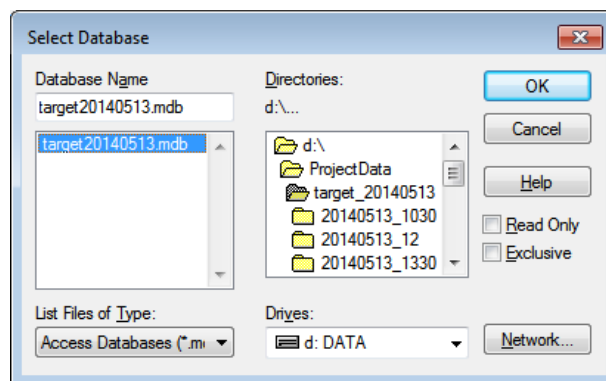 Select Database
Database Name
target20140513.mdb
target20140513.mdb
List Files of Type:
Access Databases (*.m
Directories:
d:\...
d:\
ProjectData
target_20140513
20140513_1030
20140513_12
20140513_1330
Drives:
d: DATA
OK
Cancel
Help
Read Only
Exclusive
Network...